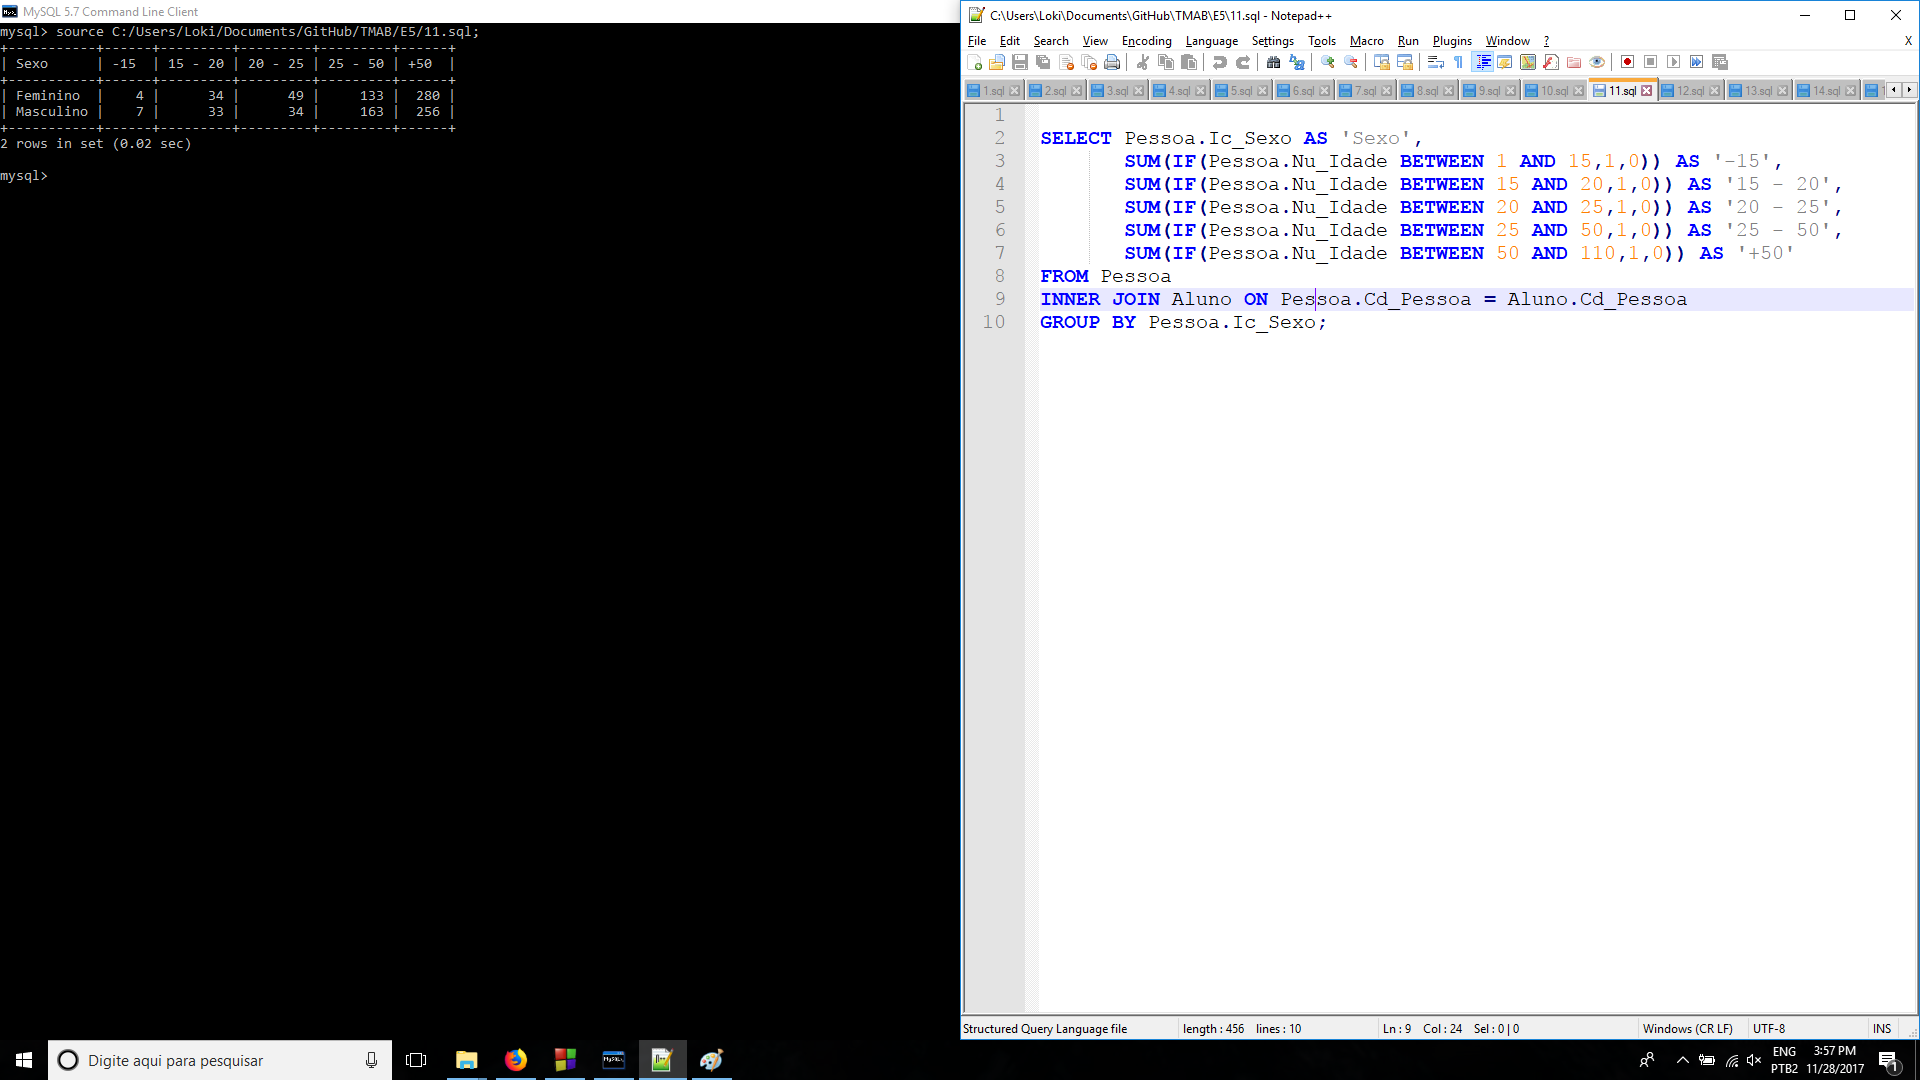 MySQL 5.7 Command Line Client
mysql> source C:/Users/Loki/Documents/GitHub/TMAB/E5/11.sql;
+-----------+------+---------+---------+---------+------+
| Sexo      | -15  | 15 - 20 | 20 - 25 | 25 - 50 | +50  |
+-----------+------+---------+---------+---------+------+
| Feminino  |    4 |      34 |      49 |     133 |  280 |
| Masculino |    7 |      33 |      34 |     163 |  256 |
+-----------+------+---------+---------+---------+------+
2 rows in set (0.02 sec)
mysql>
C:\Users\Loki\Documents\GitHub\TMAB\E5\11.sql - Notepad++
File Edit Search View Encoding Language Settings Tools Macro Run Plugins Window ? X
1.sql 2.sql 3.sql 4.sql 5.sql 6.sql 7.sql 8.sql 9.sql 10.sql 11.sql 12.sql 13.sql 14.sql 1
1
2 SELECT Pessoa.Ic_Sexo AS 'Sexo',
3 SUM(IF(Pessoa.Nu_Idade BETWEEN 1 AND 15,1,0)) AS '-15',
4 SUM(IF(Pessoa.Nu_Idade BETWEEN 15 AND 20,1,0)) AS '15 - 20',
5 SUM(IF(Pessoa.Nu_Idade BETWEEN 20 AND 25,1,0)) AS '20 - 25',
6 SUM(IF(Pessoa.Nu_Idade BETWEEN 25 AND 50,1,0)) AS '25 - 50',
7 SUM(IF(Pessoa.Nu_Idade BETWEEN 50 AND 110,1,0)) AS '+50'
8 FROM Pessoa
9 INNER JOIN Aluno ON Pessoa.Cd_Pessoa = Aluno.Cd_Pessoa
10 GROUP BY Pessoa.Ic_Sexo;
Structured Query Language file length : 456 lines : 10 Ln : 9 Col : 24 Sel : 0 | 0 Windows (CR LF) UTF-8 INS
Digite aqui para pesquisar
MySQL
ENG 3:57 PM
PTB2 11/28/2017
1